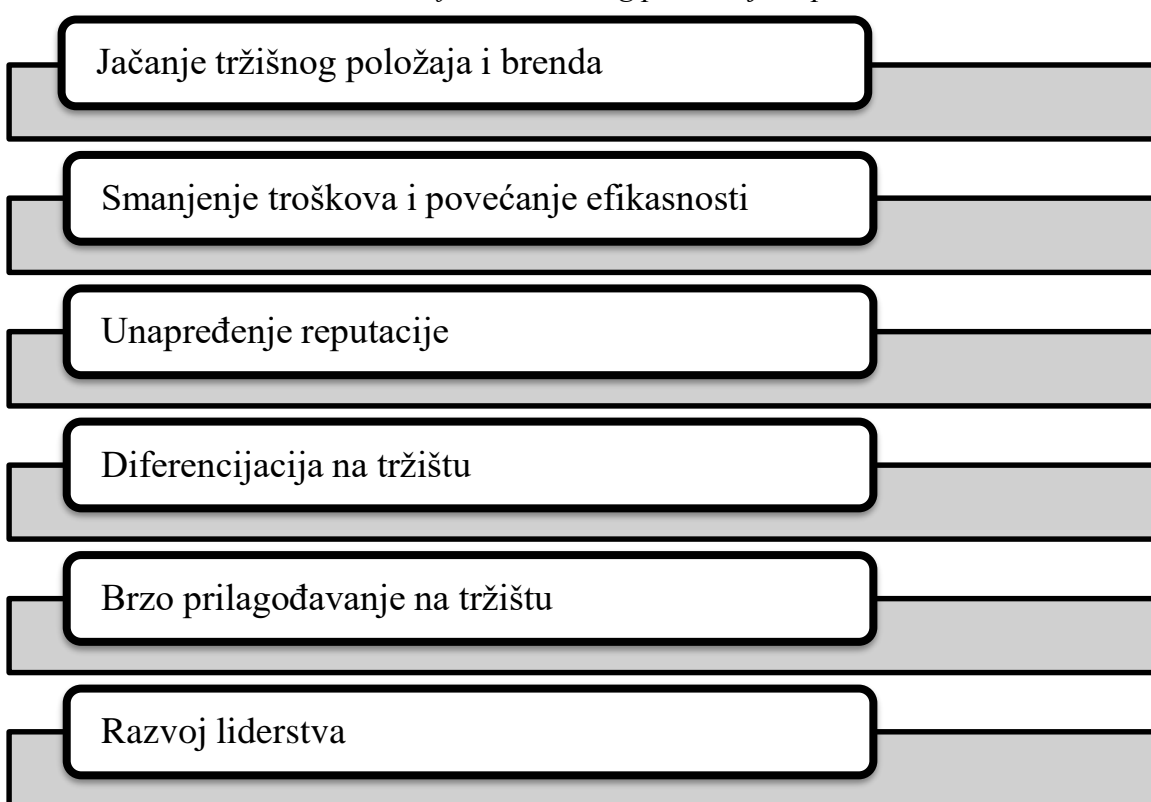 Jačanje tržišnog položaja i brenda
Smanjenje troškova i povećanje efikasnosti
Unapređenje reputacije
Diferencijacija na tržištu
Brzo prilagođavanje na tržištu
Razvoj liderstva